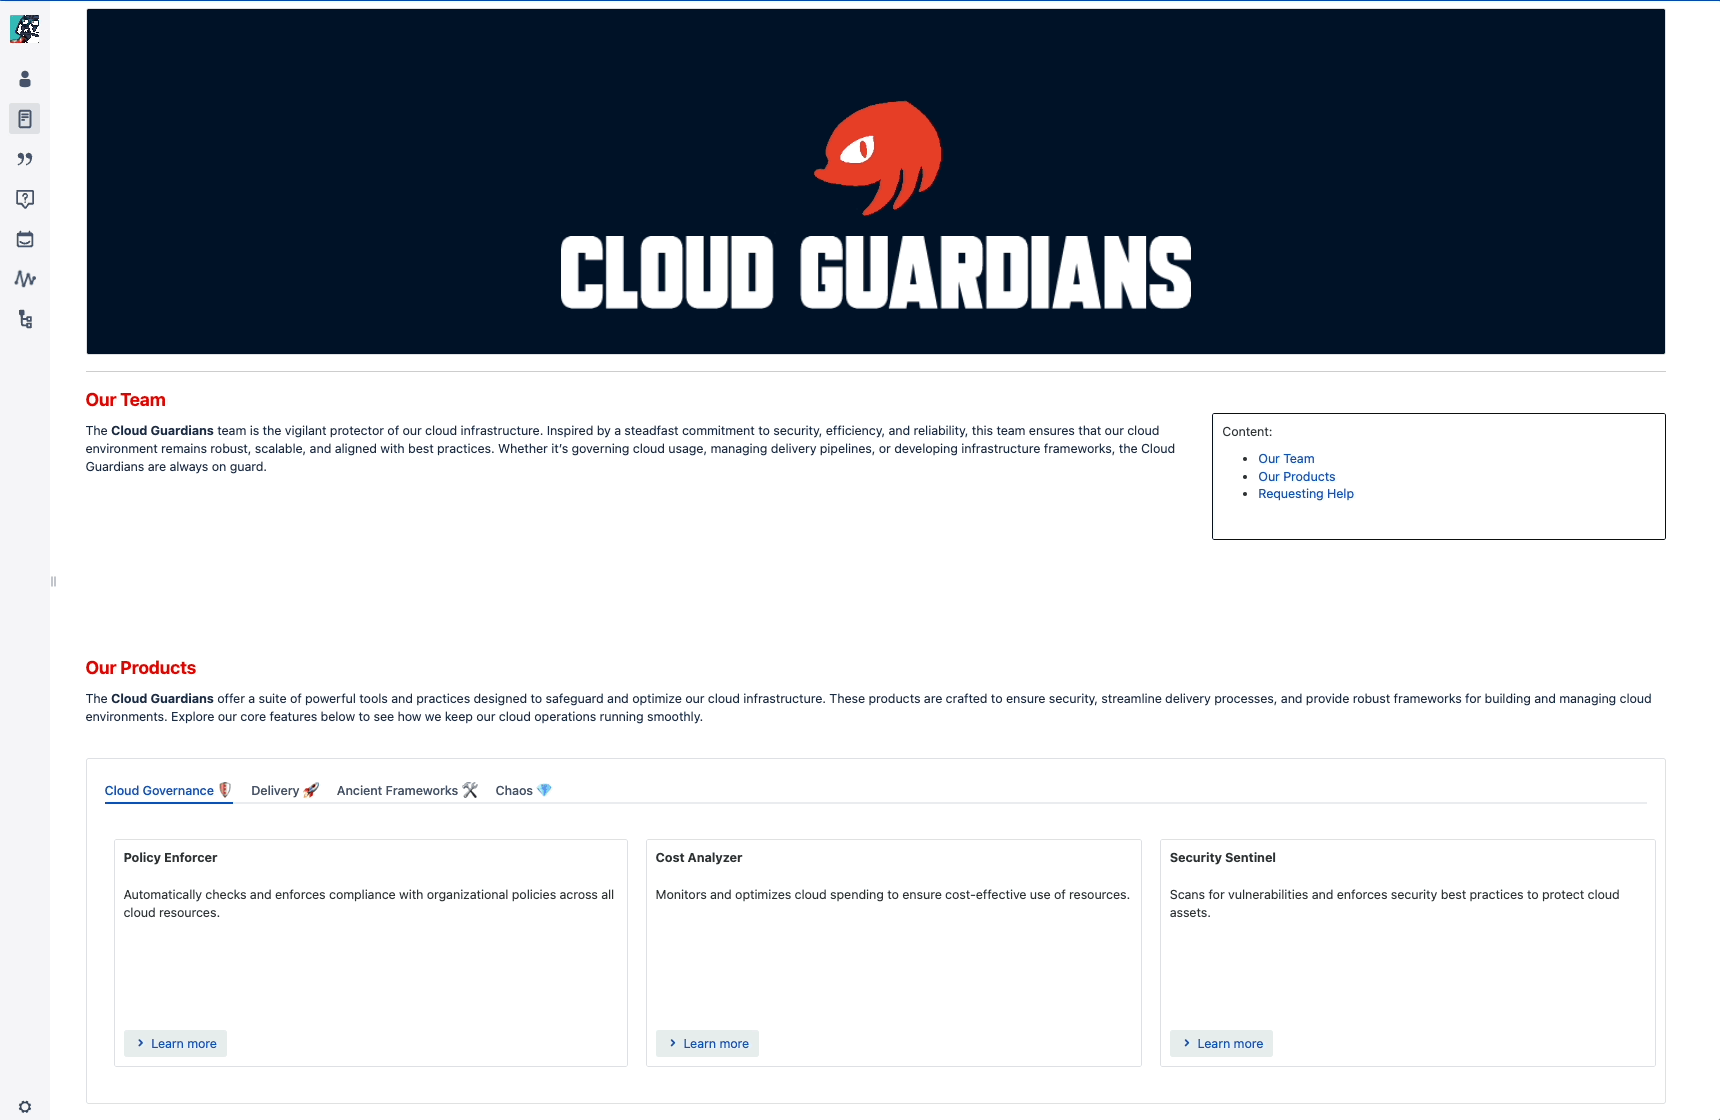 CLOUD GUARDIANS
Our Team
The Cloud Guardians team is the vigilant protector of our cloud infrastructure. Inspired by a steadfast commitment to security, efficiency, and reliability, this team ensures that our cloud
environment remains robust, scalable, and aligned with best practices. Whether it's governing cloud usage, managing delivery pipelines, or developing infrastructure frameworks, the Cloud
Guardians are always on guard.
Content:
Our Team
Our Products
Requesting Help
Our Products
The Cloud Guardians offer a suite of powerful tools and practices designed to safeguard and optimize our cloud infrastructure. These products are crafted to ensure security, streamline delivery processes, and provide robust frameworks for building and managing cloud
environments. Explore our core features below to see how we keep our cloud operations running smoothly.
Cloud Governance 🛡️ Delivery 🚀 Ancient Frameworks 🛠️ Chaos 💎
Policy Enforcer
Automatically checks and enforces compliance with organizational policies across all
cloud resources.
Learn more
Cost Analyzer
Monitors and optimizes cloud spending to ensure cost-effective use of resources.
Learn more
Security Sentinel
Scans for vulnerabilities and enforces security best practices to protect cloud
assets.
Learn more